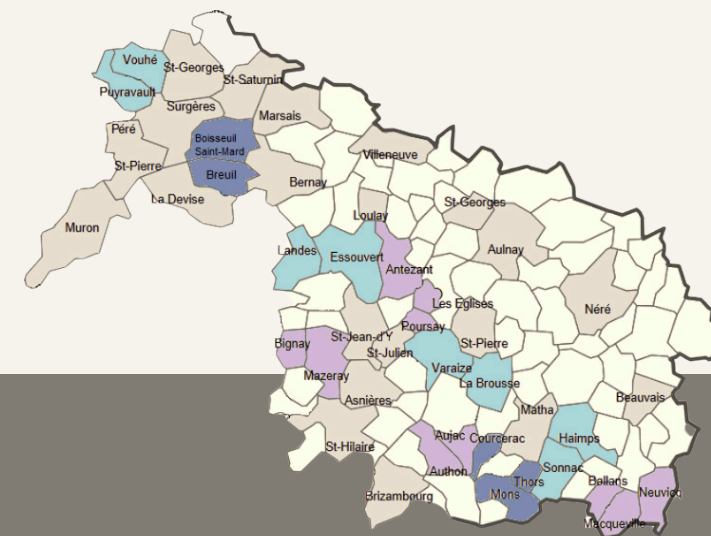 Vouhé
St-Georges
St-Saturnin
Puyravault
Surgères
Marsais
Péré
Boisseuil
Saint-Mard
Villeneuve
St-Pierre
Breuil
Bernay
La Devise
St-Georges
Loulay
Muron
Landes
Essouvert
Aulnay
Antezant
Les Eglises
Néré
Poursay
St-Jean-d'Y
Bignay
St-Pierre
St-Julien
Varaize
Mazeray
La Brousse
Beauvais
Asnières
Matha
Aujac
Courcerac
Haimps
St-Hilaire
Authon
Sonnac
Thors
Ballans
Brizambourg
Mons
Neuvicq
Macqueville